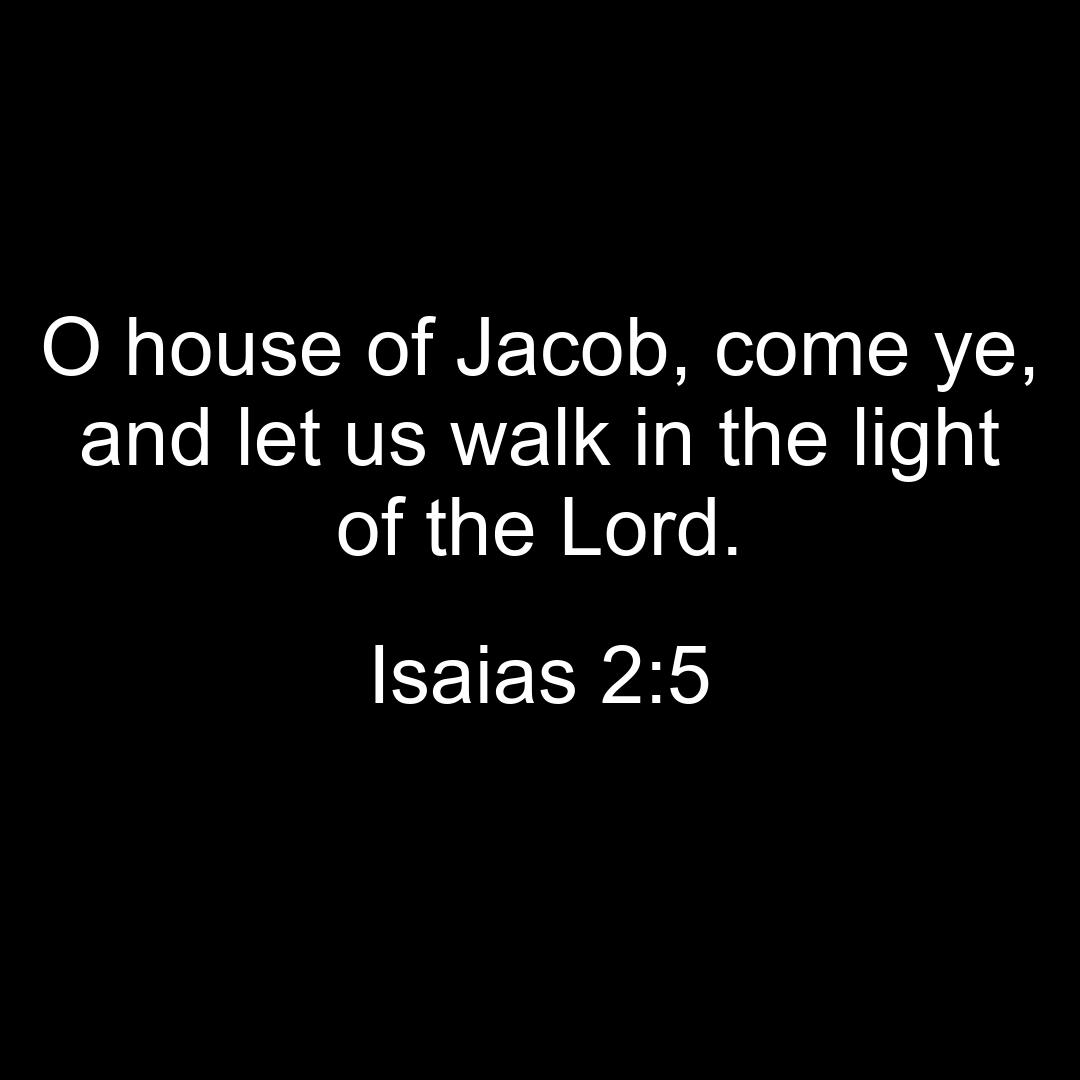 O house of Jacob, come ye,
and let us walk in the light
of the Lord.
Isaias 2:5